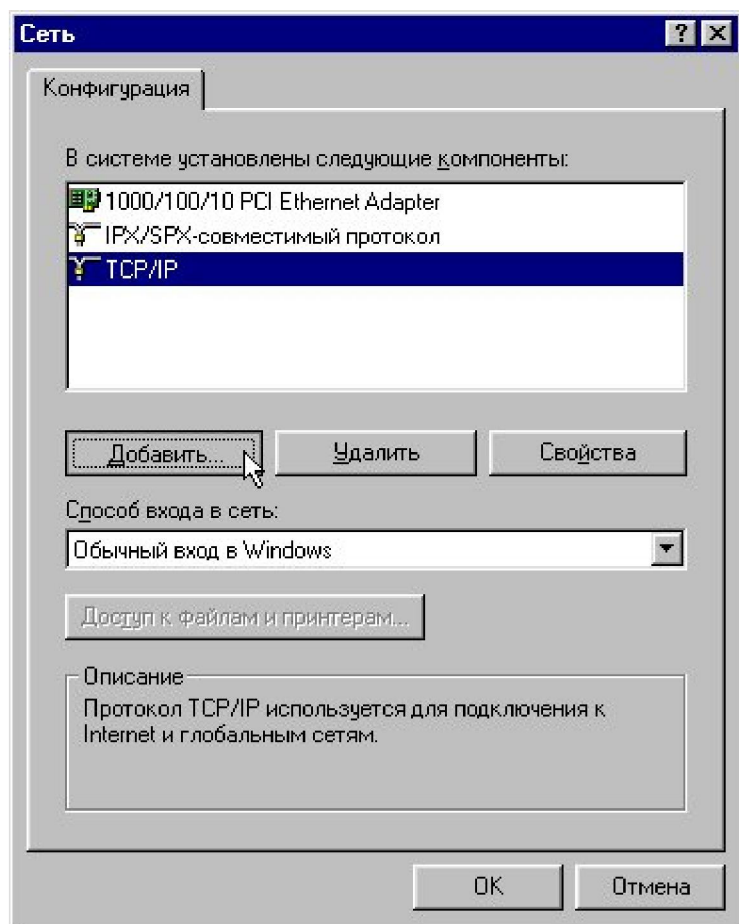 Сеть
Конфигурация
В системе установлены следующие компоненты:
1000/100/10 PCI Ethernet Adapter
IPX/SPX-совместимый протокол
TCP/IP
Добавить... Удалить Свойства
Способ входа в сеть:
Обычный вход в Windows
Доступ к файлам и принтерам...
Описание
Протокол TCP/IP используется для подключения к
Internet и глобальным сетям.
OK Отмена